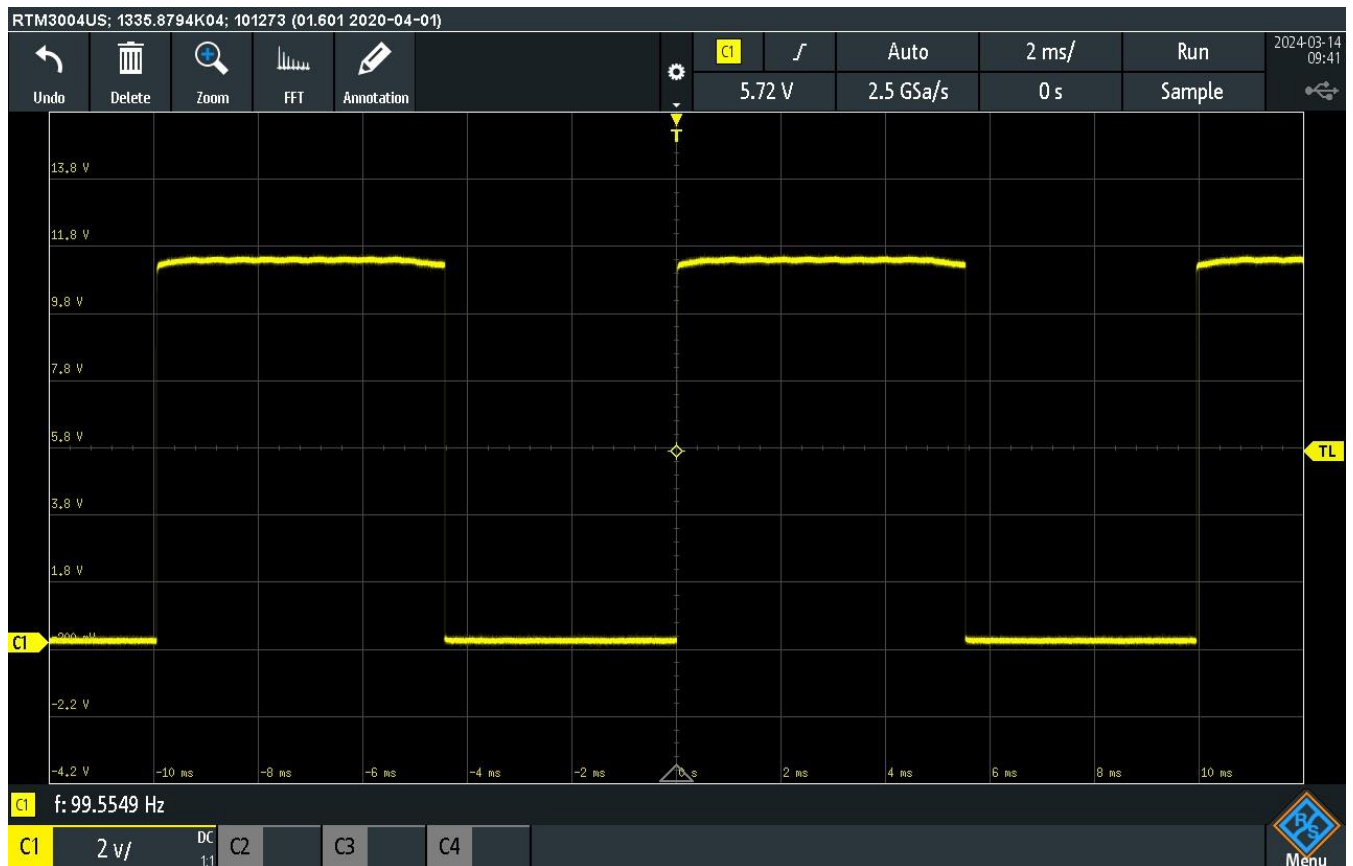 RTM3004US; 1335.8794K04; 101273 (01.601 2020-04-01)
Undo Delete Zoom FFT Annotation
C1 Auto 2 ms/ Run 2024-03-14
09:41
5.72 V 2.5 GSa/s 0 s Sample
T
13.8 V
11.8 V
9.8 V
7.8 V
5.8 V
TL
3.8 V
1.8 V
C1 -200 mV
-2.2 V
-4.2 V -10 ms -8 ms -6 ms -4 ms -2 ms 0 s 2 ms 4 ms 6 ms 8 ms 10 ms
C1 f: 99.5549 Hz
C1 2 V/ DC 1:1 C2 C3 C4
R&S
Menu